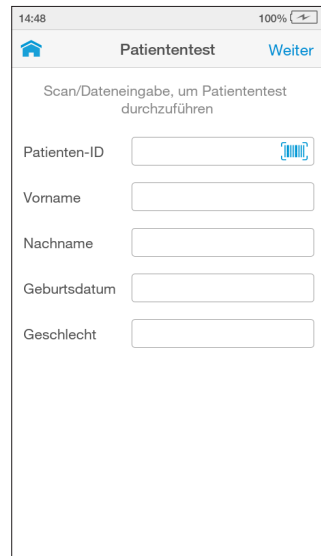 14:48 100%
Patiententest Weiter
Scan/Dateneingabe, um Patiententest
durchzuführen
Patienten-ID
Vorname
Nachname
Geburtsdatum
Geschlecht